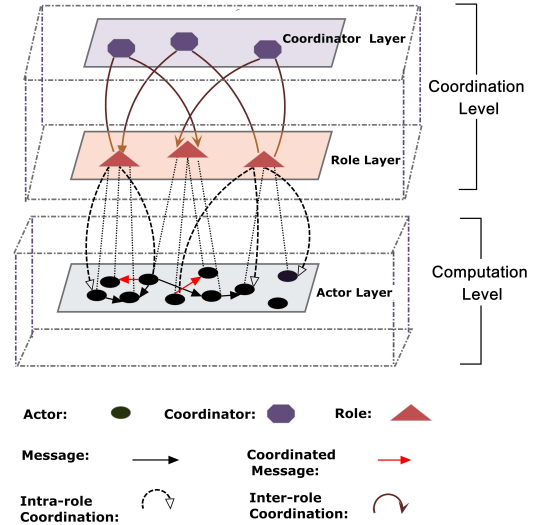 Coordinator Layer
Coordination
Level
Role Layer
Computation
Level
Actor Layer
Actor:
Coordinator:
Role:
Message:
Coordinated
Message:
Intra-role
Coordination:
Inter-role
Coordination: